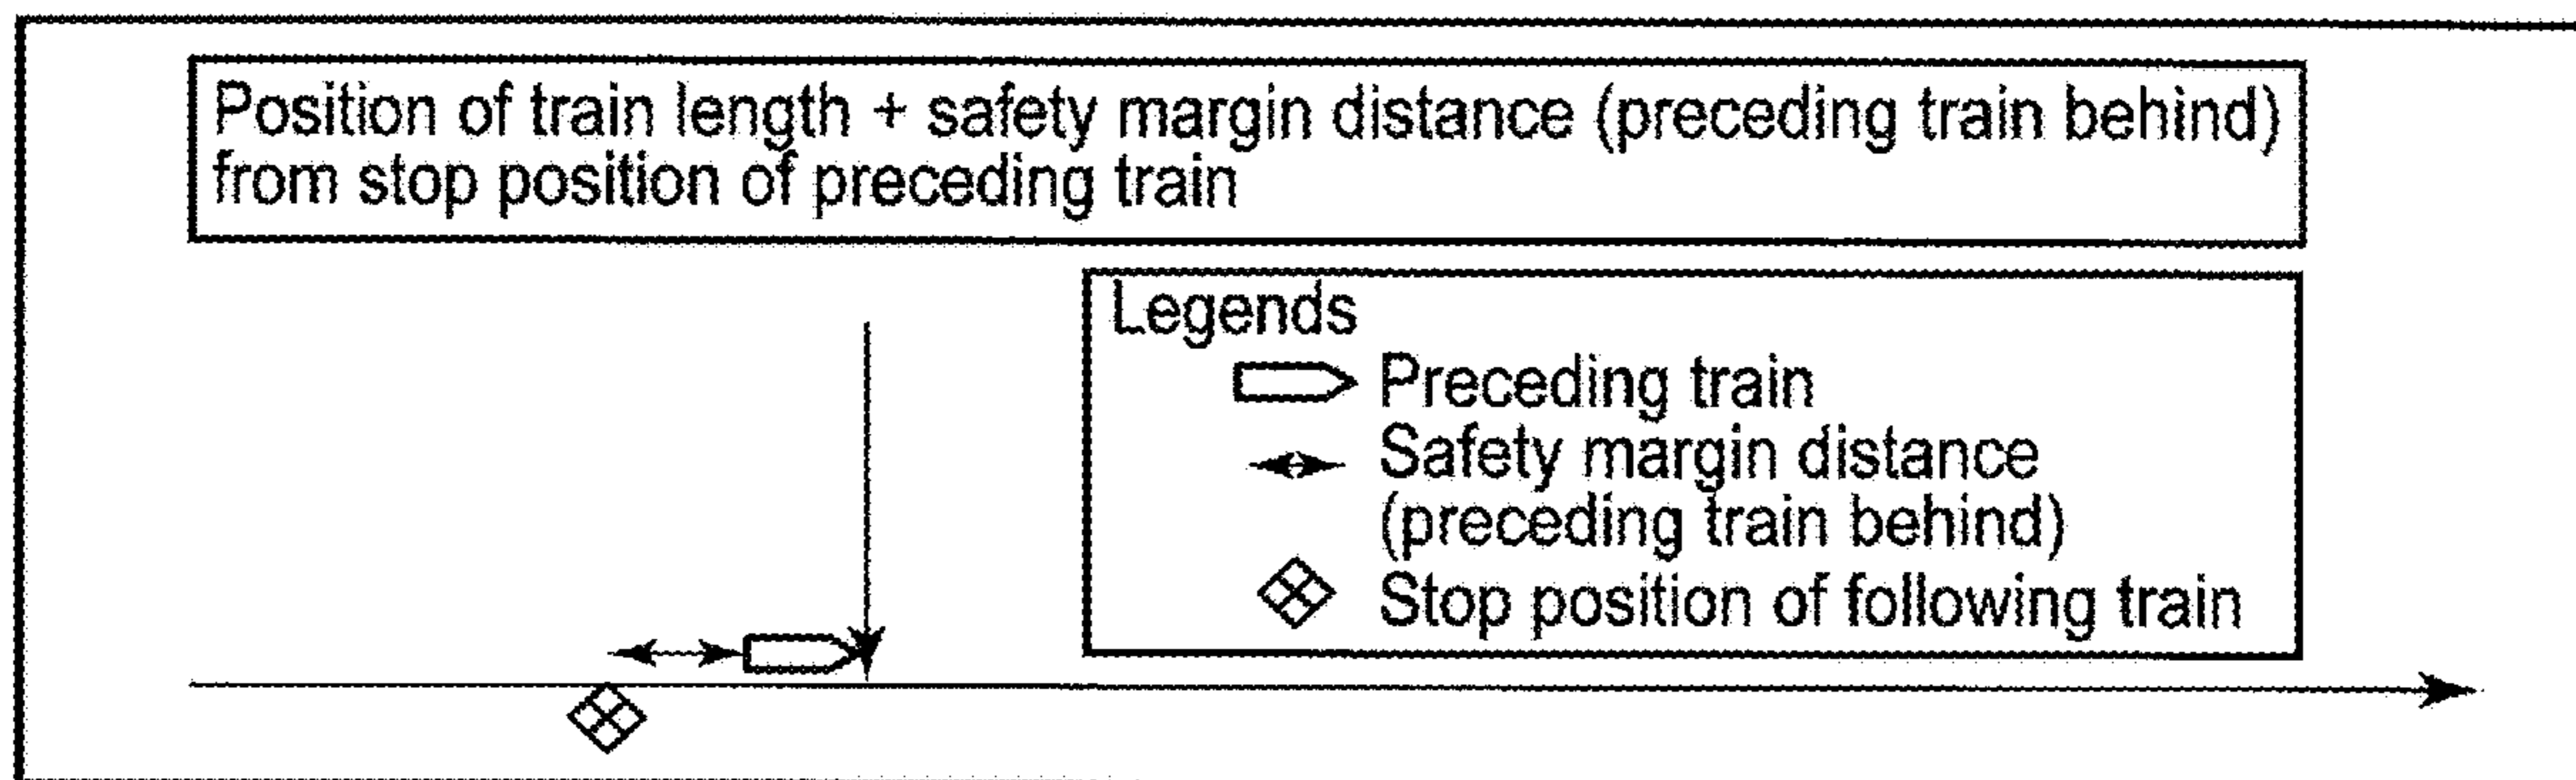 Position of train length + safety margin distance (preceding train behind)
from stop position of preceding train
Legends
Preceding train
Safety margin distance
(preceding train behind)
Stop position of following train